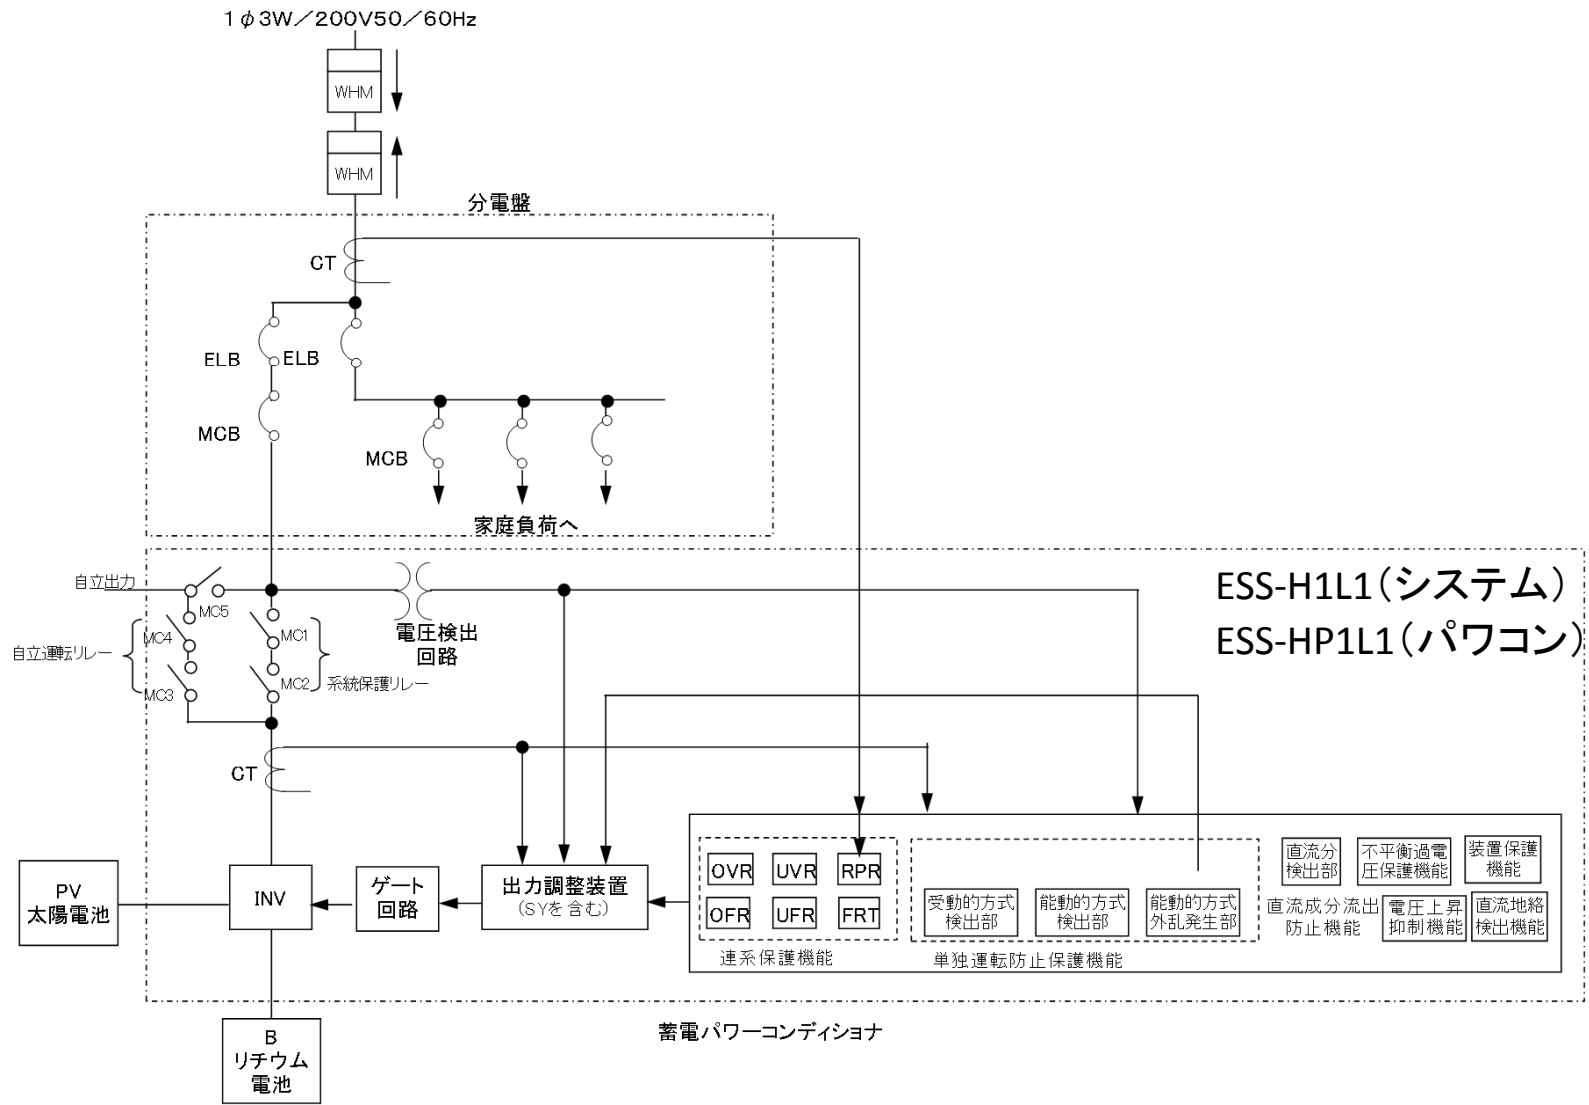 1φ3W／200V50／60Hz
WHM
WHM
分電盤
CT
ELB
ELB
MCB
MCB
家庭負荷へ
自立出力
MC5
ESS-H1L1（システム）
ESS-HP1L1（パワコン）
MC4
MC1
電圧検出
回路
自立運転リレー
MC3
MC2
系統保護リレー
CT
PV
太陽電池
INV
ゲート
回路
出力調整装置
(SYを含む)
OVR
UVR
RPR
OFR
UFR
FRT
連系保護機能
受動的方式
検出部
能動的方式
検出部
能動的方式
外乱発生部
単独運転防止保護機能
直流分
検出部
不平衡過電
圧保護機能
装置保護
機能
直流成分流出
防止機能
電圧上昇
抑制機能
直流地絡
検出機能
蓄電パワーコンディショナ
B
リチウム
電池